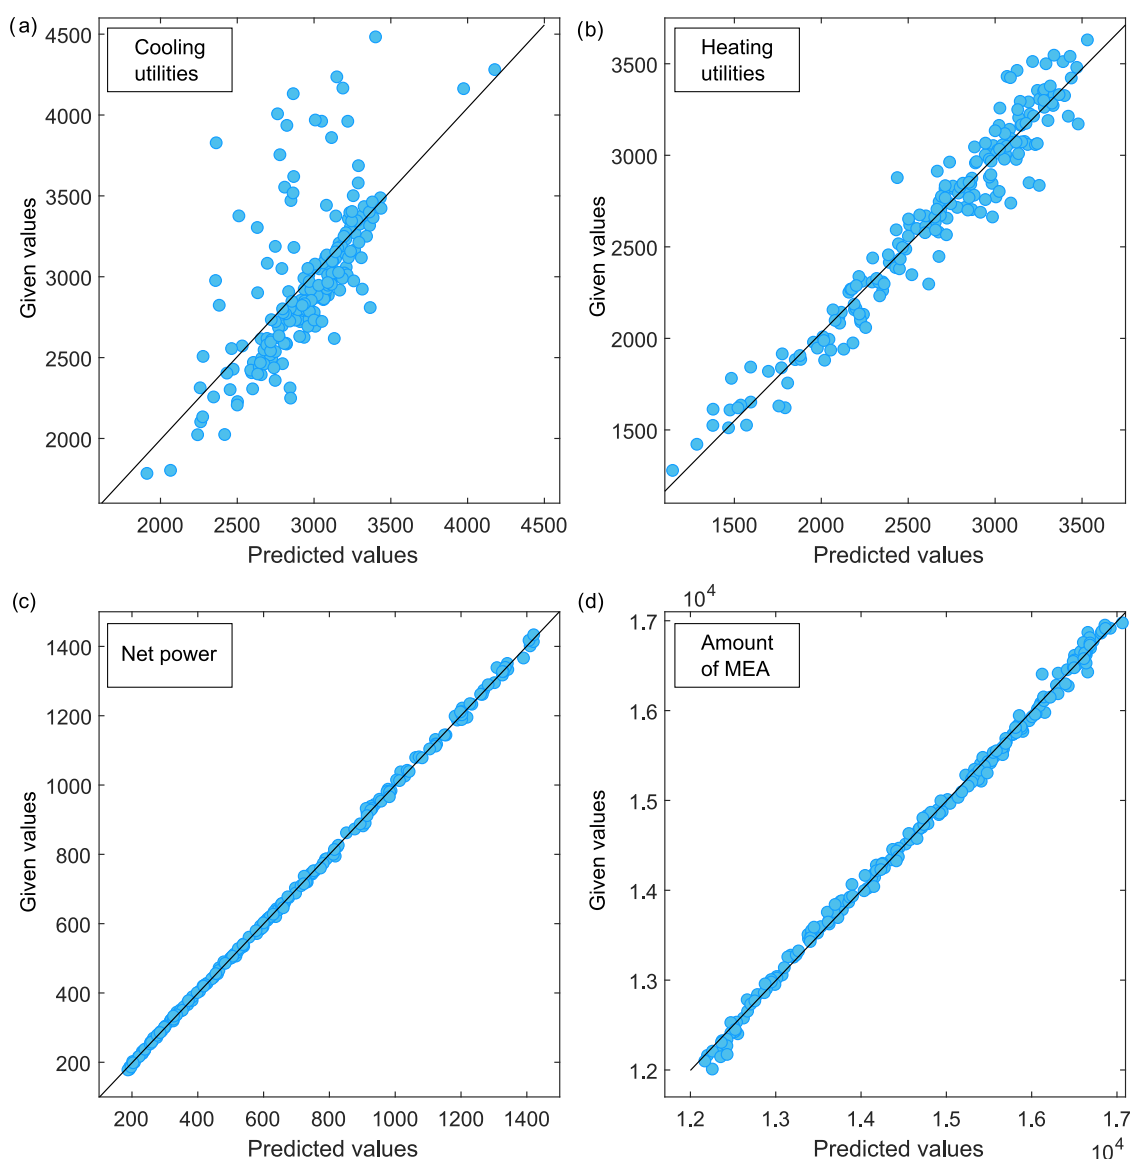 (a)
Cooling
utilities
4500
4000
3500
3000
2500
2000
Given values
2000 2500 3000 3500 4000 4500
Predicted values
(b)
Heating
utilities
3500
3000
2500
2000
1500
Given values
1500 2000 2500 3000 3500
Predicted values
(c)
Net power
1400
1200
1000
800
600
400
200
Given values
200 400 600 800 1000 1200 1400
Predicted values
(d)
10⁴
Amount
of MEA
1.7
1.6
1.5
1.4
1.3
1.2
Given values
1.2 1.3 1.4 1.5 1.6 1.7
Predicted values
10⁴